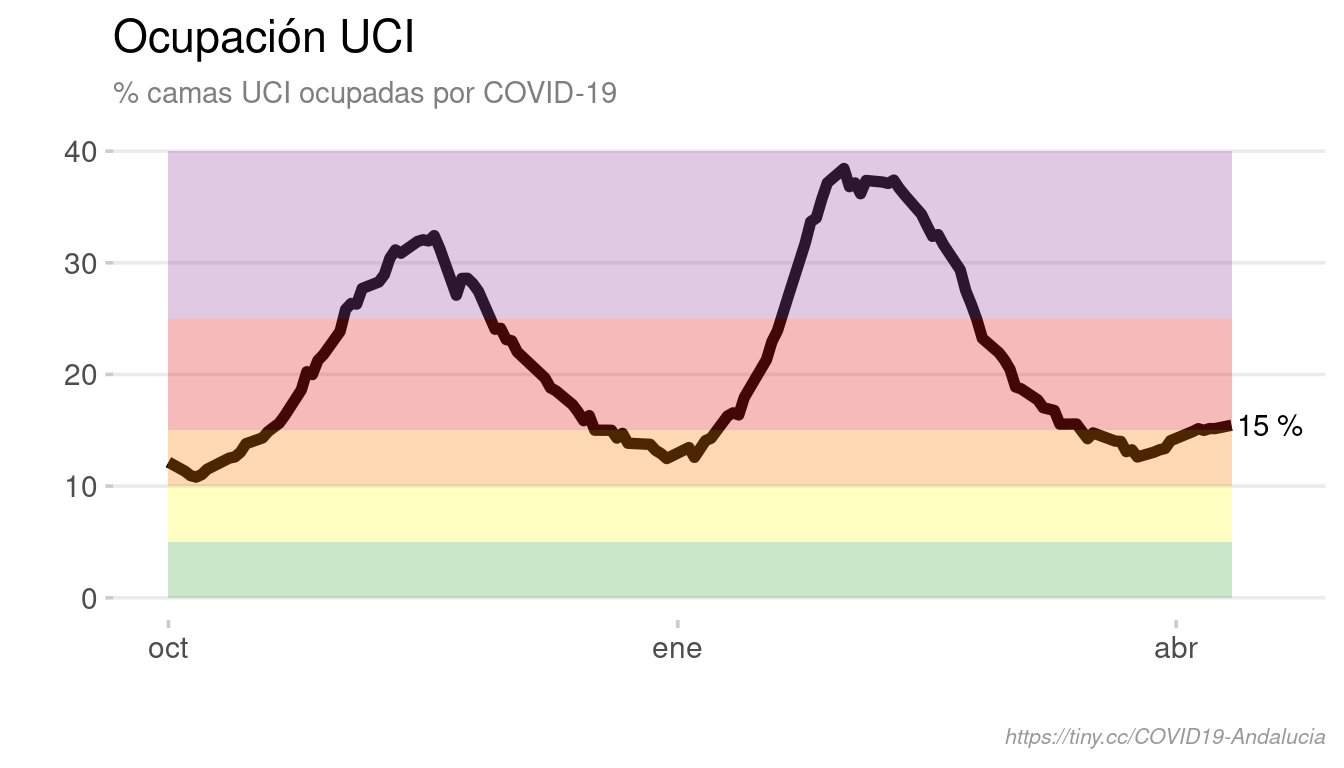 Ocupación UCI
% camas UCI ocupadas por COVID-19
40
30
20
10
0
15 %
oct ene abr
https://tiny.cc/COVID19-Andalucia